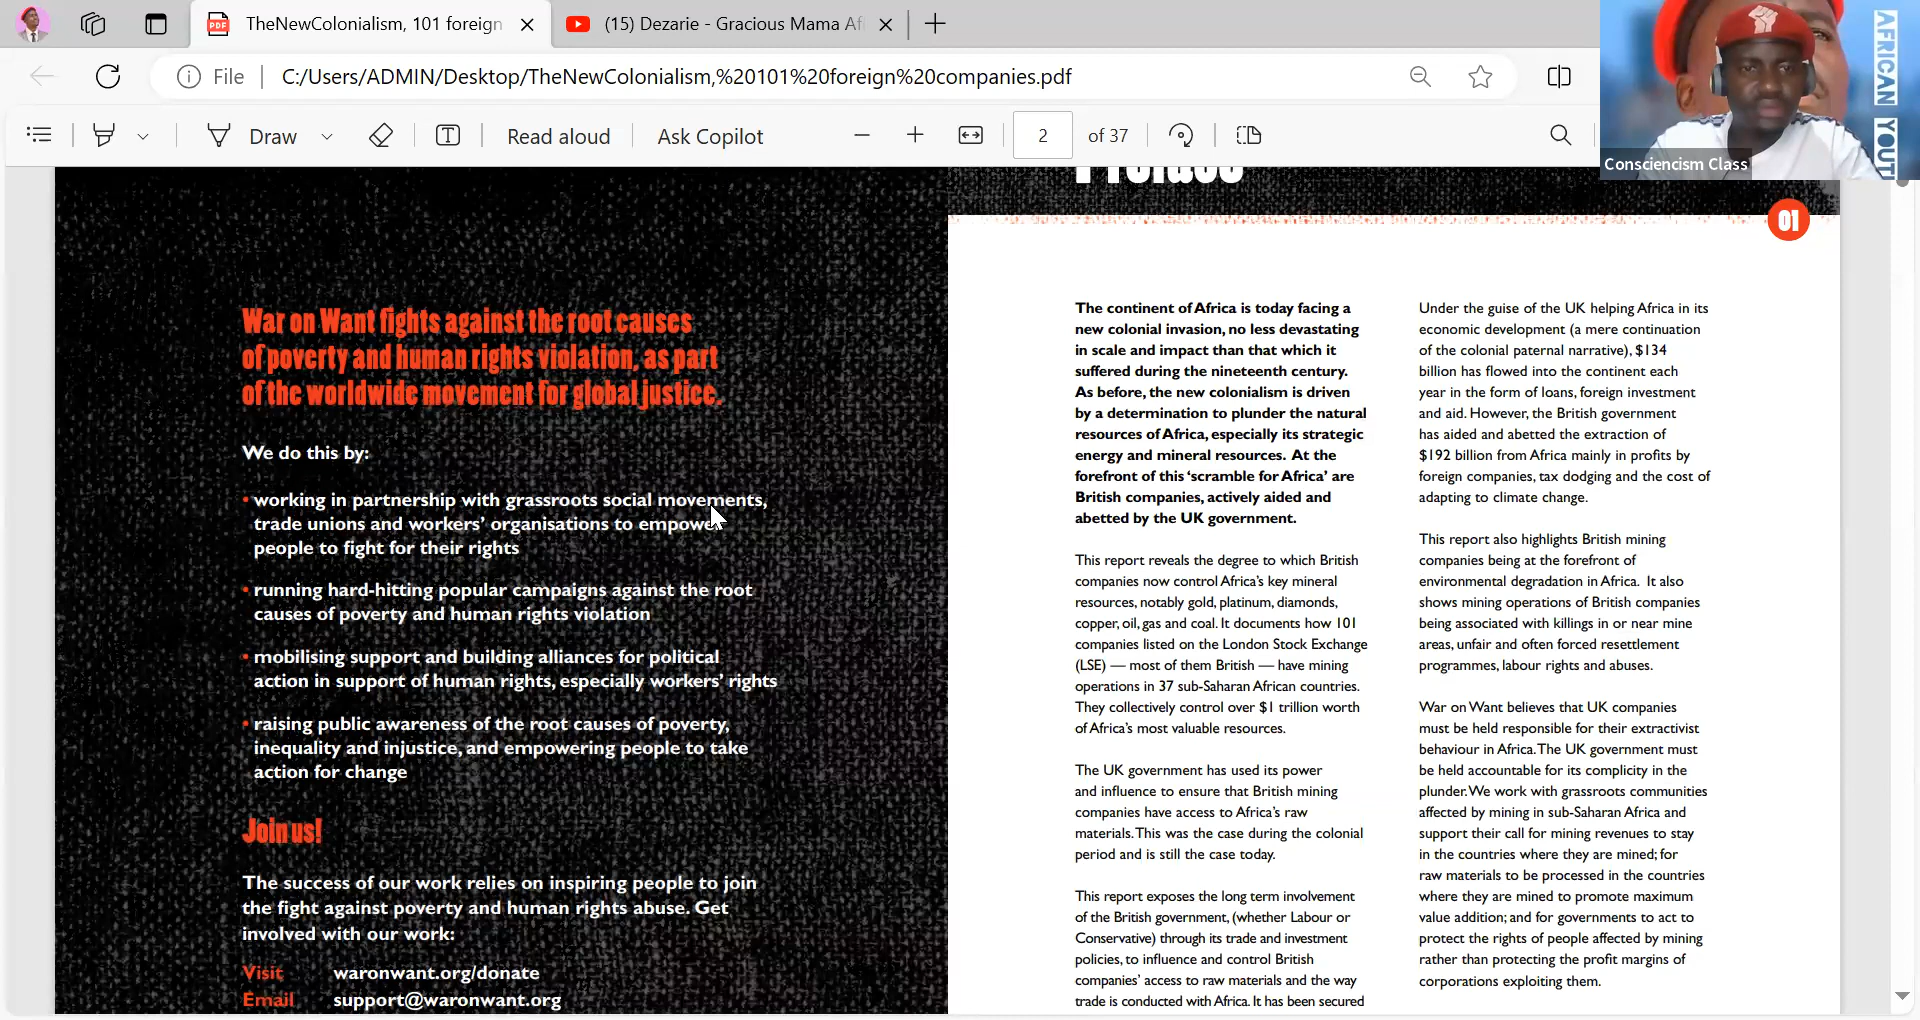 TheNewColonialism, 101 foreign
(15) Dezarie - Gracious Mama Af
File
C:/Users/ADMIN/Desktop/TheNewColonialism,%20101%20foreign%20companies.pdf
Draw
Read aloud
Ask Copilot
2
of 37
AFRICAN YOUT
Consciencism Class
Preface
01
War on Want fights against the root causes
of poverty and human rights violation, as part
of the worldwide movement for global justice.
We do this by:
• working in partnership with grassroots social movements,
trade unions and workers' organisations to empower
people to fight for their rights
• running hard-hitting popular campaigns against the root
causes of poverty and human rights violation
• mobilising support and building alliances for political
action in support of human rights, especially workers' rights
• raising public awareness of the root causes of poverty,
inequality and injustice, and empowering people to take
action for change
Join us!
The success of our work relies on inspiring people to join
the fight against poverty and human rights abuse. Get
involved with our work:
Visit waronwant.org/donate
Email support@waronwant.org
The continent of Africa is today facing a
new colonial invasion, no less devastating
in scale and impact than that which it
suffered during the nineteenth century.
As before, the new colonialism is driven
by a determination to plunder the natural
resources of Africa, especially its strategic
energy and mineral resources. At the
forefront of this 'scramble for Africa' are
British companies, actively aided and
abetted by the UK government.
This report reveals the degree to which British
companies now control Africa's key mineral
resources, notably gold, platinum, diamonds,
copper, oil, gas and coal. It documents how 101
companies listed on the London Stock Exchange
(LSE) — most of them British — have mining
operations in 37 sub-Saharan African countries.
They collectively control over $1 trillion worth
of Africa's most valuable resources.
The UK government has used its power
and influence to ensure that British mining
companies have access to Africa's raw
materials. This was the case during the colonial
period and is still the case today.
This report exposes the long term involvement
of the British government, (whether Labour or
Conservative) through its trade and investment
policies, to influence and control British
companies' access to raw materials and the way
trade is conducted with Africa. It has been secured
Under the guise of the UK helping Africa in its
economic development (a mere continuation
of the colonial paternal narrative), $134
billion has flowed into the continent each
year in the form of loans, foreign investment
and aid. However, the British government
has aided and abetted the extraction of
$192 billion from Africa mainly in profits by
foreign companies, tax dodging and the cost of
adapting to climate change.
This report also highlights British mining
companies being at the forefront of
environmental degradation in Africa. It also
shows mining operations of British companies
being associated with killings in or near mine
areas, unfair and often forced resettlement
programmes, labour rights and abuses.
War on Want believes that UK companies
must be held responsible for their extractivist
behaviour in Africa. The UK government must
be held accountable for its complicity in the
plunder. We work with grassroots communities
affected by mining in sub-Saharan Africa and
support their call for mining revenues to stay
in the countries where they are mined; for
raw materials to be processed in the countries
where they are mined to promote maximum
value addition; and for governments to act to
protect the rights of people affected by mining
rather than protecting the profit margins of
corporations exploiting them.